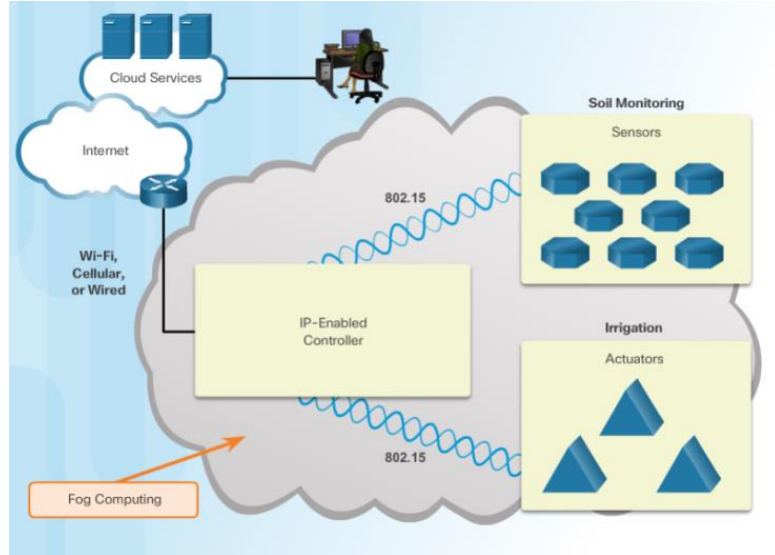 Cloud Services
Internet
Wi-Fi,
Cellular,
or Wired
802.15
Soil Monitoring
Sensors
IP-Enabled
Controller
Irrigation
Actuators
802.15
Fog Computing